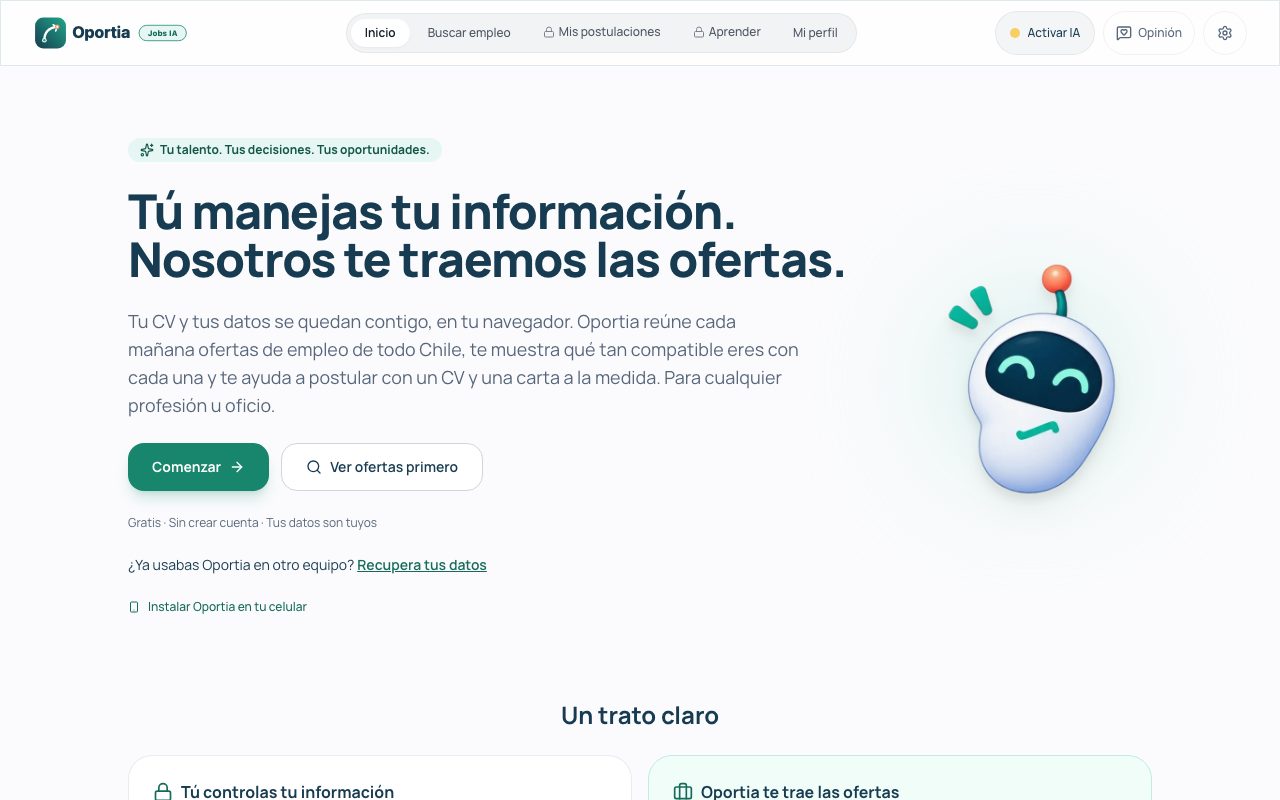 Oportia
Jobs IA
Inicio
Buscar empleo
Mis postulaciones
Aprender
Mi perfil
Activar IA
Opinión
Tu talento. Tus decisiones. Tus oportunidades.
Tú manejas tu información.
Nosotros te traemos las ofertas.
Tu CV y tus datos se quedan contigo, en tu navegador. Oportia reúne cada
mañana ofertas de empleo de todo Chile, te muestra qué tan compatible eres con
cada una y te ayuda a postular con un CV y una carta a la medida. Para cualquier
profesión u oficio.
Comenzar
Ver ofertas primero
Gratis · Sin crear cuenta · Tus datos son tuyos
¿Ya usabas Oportia en otro equipo? Recupera tus datos
Instalar Oportia en tu celular
Un trato claro
Tú controlas tu información
Oportia te trae las ofertas